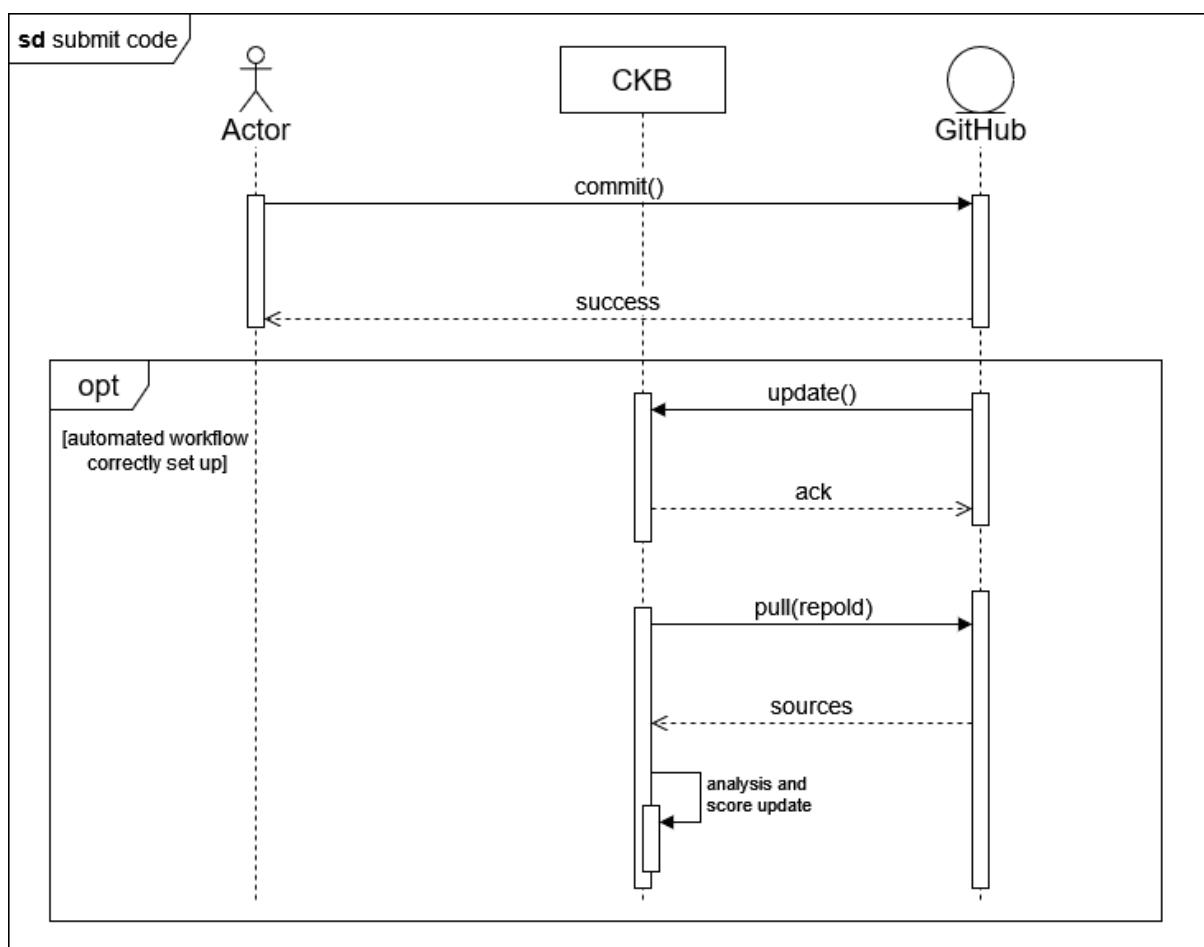 sd submit code
Actor
CKB
GitHub
commit()
success
opt
[automated workflow
correctly set up]
update()
ack
pull(repoId)
sources
analysis and
score update